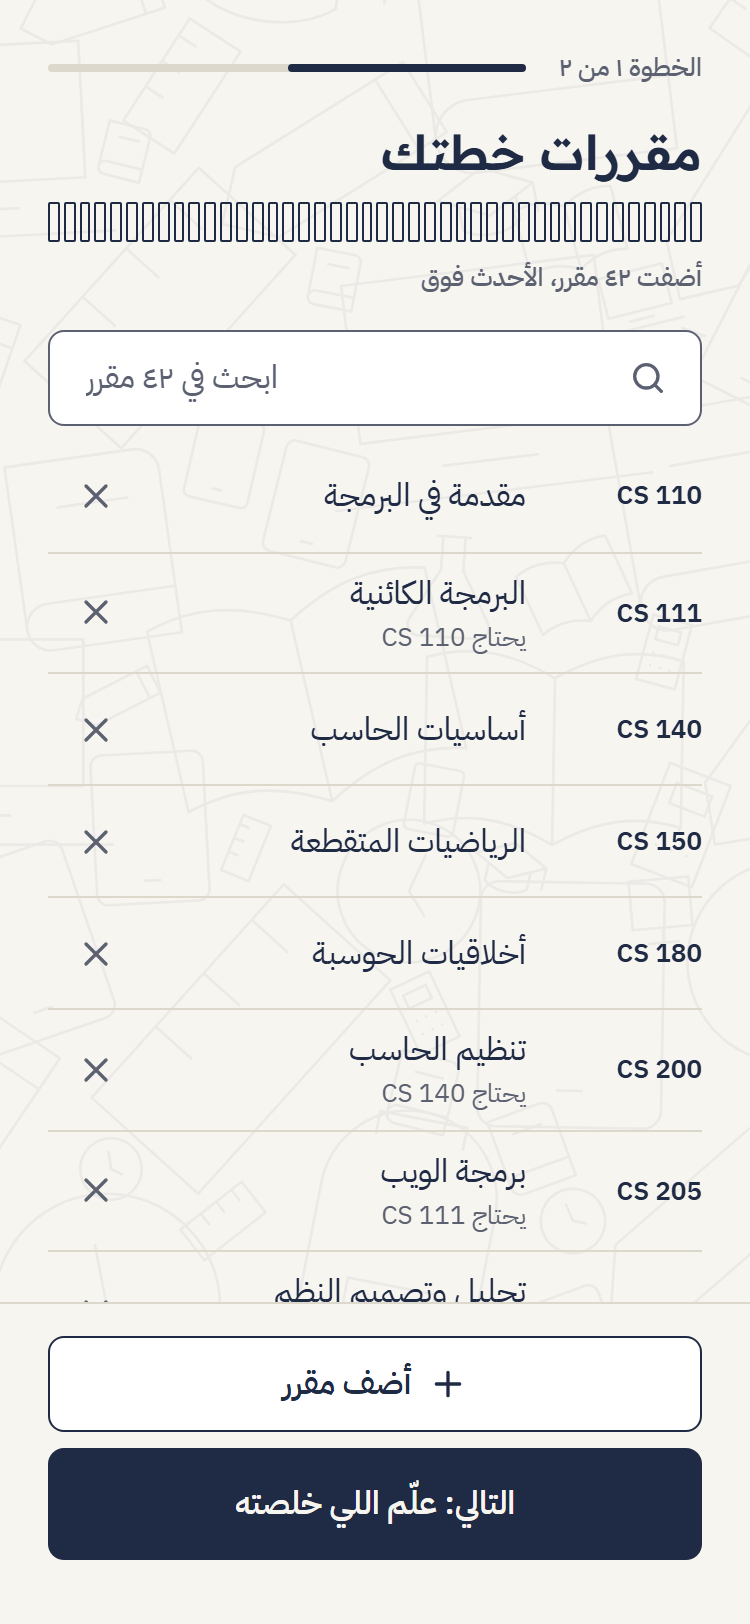 الخطوة ١ من ٢
مقررات خطتك
أضفت ٤٢ مقرر، الأحدث فوق
ابحث في ٤٢ مقرر
CS 110 مقدمة في البرمجة
CS 111 البرمجة الكائنية
يحتاج CS 110
CS 140 أساسيات الحاسب
CS 150 الرياضيات المتقطعة
CS 180 أخلاقيات الحوسبة
CS 200 تنظيم الحاسب
يحتاج CS 140
CS 205 برمجة الويب
يحتاج CS 111
تحليل وتصميم النظم
أضف مقرر
التالي: علّم اللي خلصته